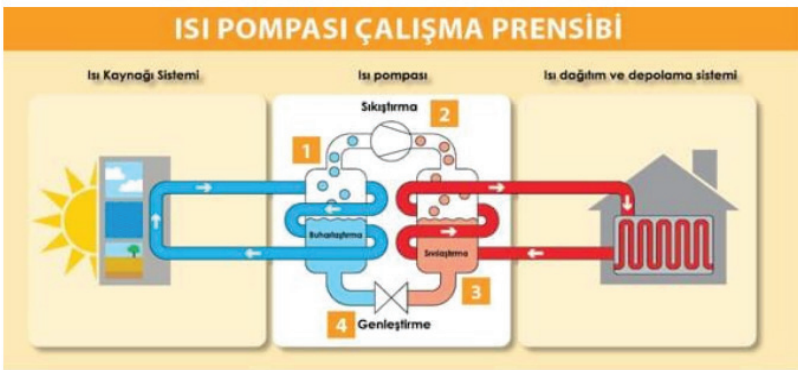 ISI POMPASI ÇALIŞMA PRENSİBİ
Isı Kaynağı Sistemi
Isı pompası
Isı dağıtım ve depolama sistemi
Sıkıştırma
2
1
Buharlaştırma
Sıvılaştırma
3
4
Genleştirme